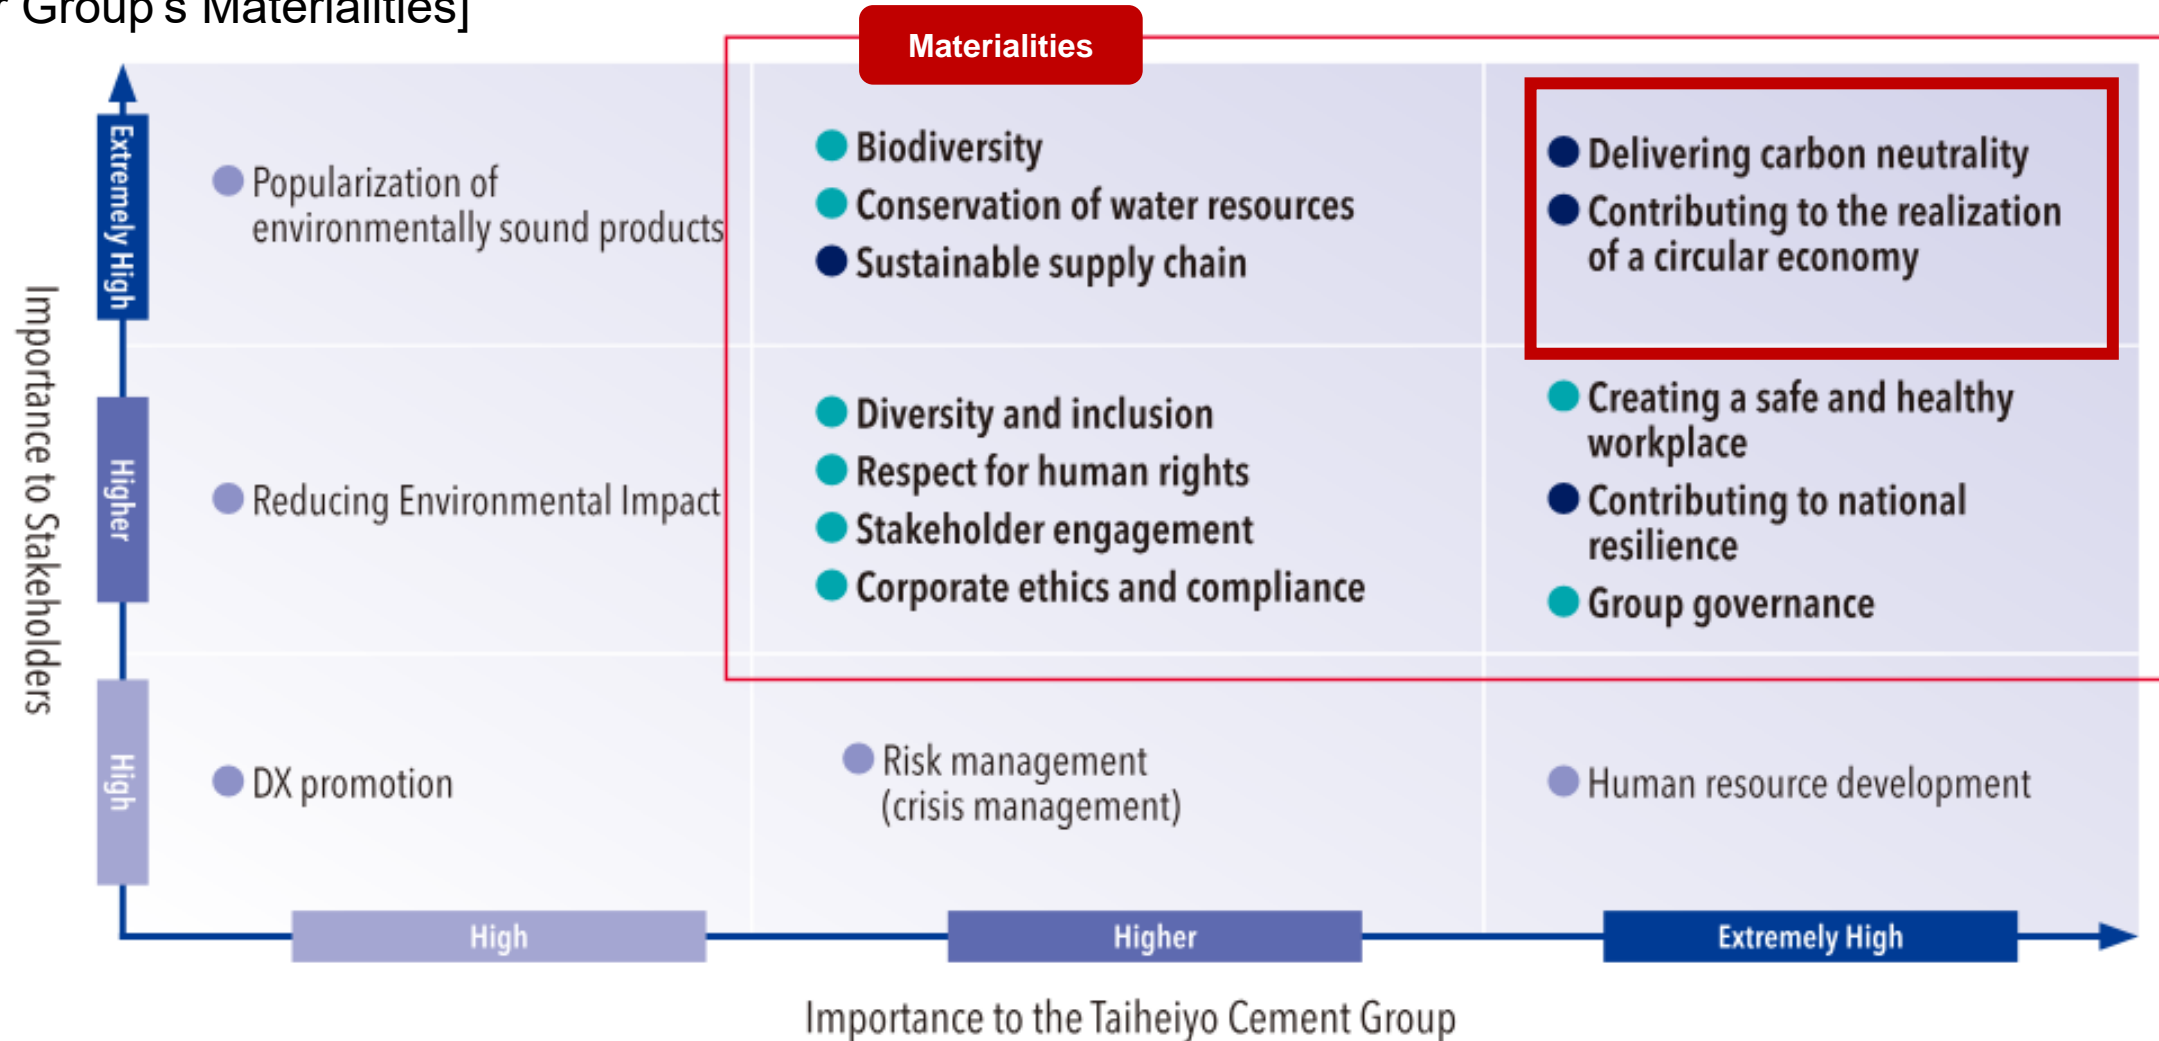 Group's Materialities]
Materialities
Importance to Stakeholders
Extremely High
Popularization of
environmentally sound products
Biodiversity
Conservation of water resources
Sustainable supply chain
Delivering carbon neutrality
Contributing to the realization
of a circular economy
Higher
Reducing Environmental Impact
Diversity and inclusion
Respect for human rights
Stakeholder engagement
Corporate ethics and compliance
Creating a safe and healthy
workplace
Contributing to national
resilience
Group governance
High
DX promotion
Risk management
(crisis management)
Human resource development
High
Higher
Extremely High
Importance to the Taiheiyo Cement Group